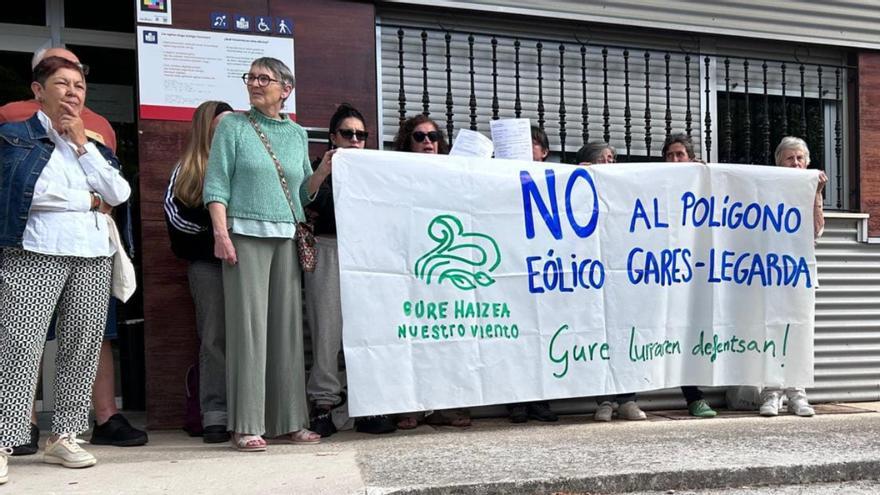 NO AL POLÍGONO
EÓLICO GARES-LEGARDA
GURE HAIZEA
NUESTRO VIENTO
Gure lurraren defentsan!